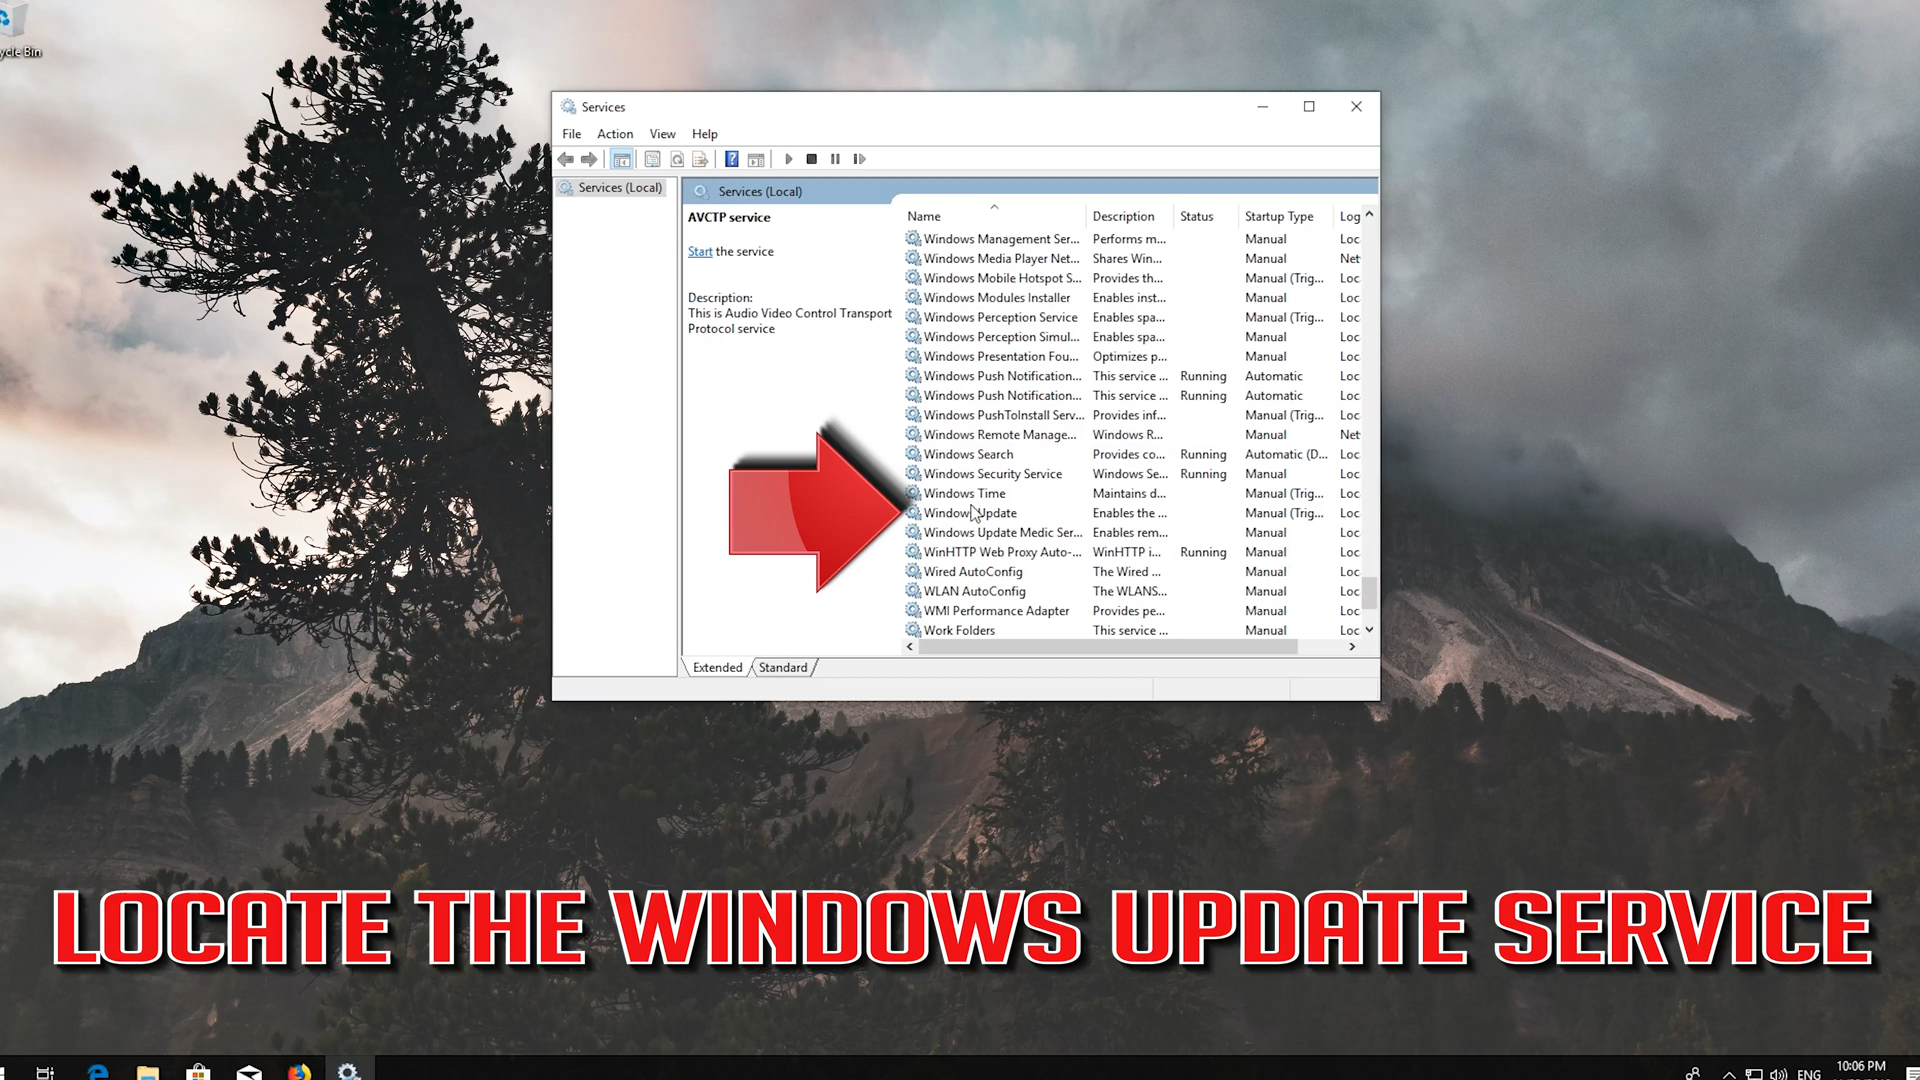 ycle Bin
Services
File Action View Help
Services (Local)
Services (Local)
AVCTP service
Start the service
Description:
This is Audio Video Control Transport
Protocol service
Name Description Status Startup Type Log
Windows Management Ser... Performs m... Manual Loc
Windows Media Player Net... Shares Win... Manual Net
Windows Mobile Hotspot S... Provides th... Manual (Trig... Loc
Windows Modules Installer Enables inst... Manual Loc
Windows Perception Service Enables spa... Manual (Trig... Loc
Windows Perception Simul... Enables spa... Manual Loc
Windows Presentation Fou... Optimizes p... Manual Loc
Windows Push Notification... This service ... Running Automatic Loc
Windows Push Notification... This service ... Running Automatic Loc
Windows PushToInstall Serv... Provides inf... Manual (Trig... Loc
Windows Remote Manage... Windows R... Manual Net
Windows Search Provides co... Running Automatic (D... Loc
Windows Security Service Windows Se... Running Manual Loc
Windows Time Maintains d... Manual (Trig... Loc
Windows Update Enables the ... Manual (Trig... Loc
Windows Update Medic Ser... Enables rem... Manual Loc
WinHTTP Web Proxy Auto-... WinHTTP i... Running Manual Loc
Wired AutoConfig The Wired ... Manual Loc
WLAN AutoConfig The WLANS... Manual Loc
WMI Performance Adapter Provides pe... Manual Loc
Work Folders This service ... Manual Loc
Extended Standard
LOCATE THE WINDOWS UPDATE SERVICE
ENG 10:06 PM